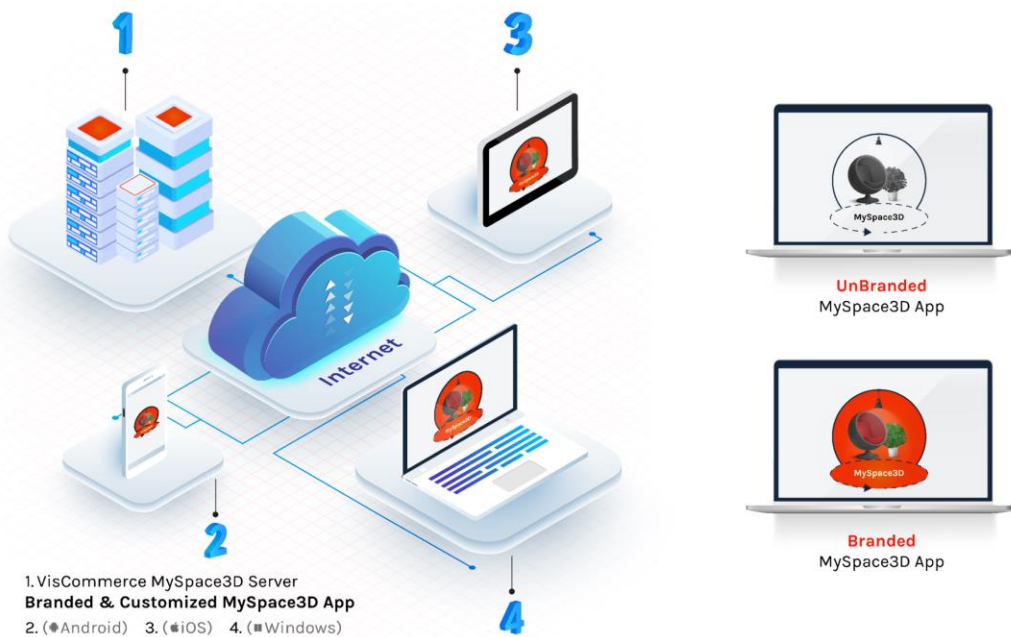 1
3
MySpace3D
UnBranded
MySpace3D App
Internet
MySpace3D
MySpace3D
2
Branded
MySpace3D App
1. VisCommerce MySpace3D Server
Branded & Customized MySpace3D App
2. (Android) 3. (iOS) 4. (Windows)
4